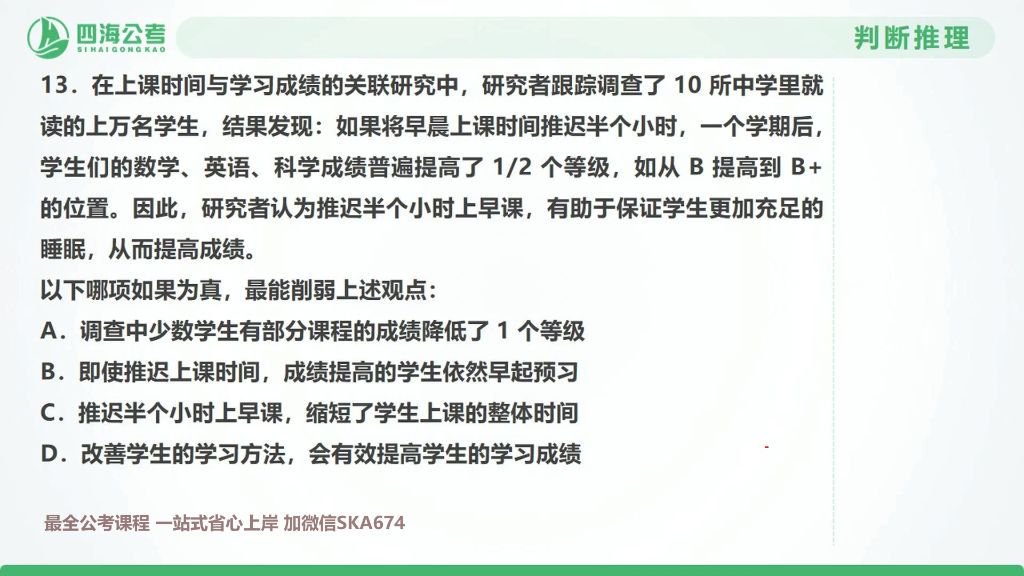 四海公考
SIHAIGONGKAO
判断推理
13. 在上课时间与学习成绩的关联研究中，研究者跟踪调查了 10 所中学里就
读的上万名学生，结果发现：如果将早晨上课时间推迟半个小时，一个学期后，
学生们的数学、英语、科学成绩普遍提高了 1/2 个等级，如从 B 提高到 B+
的位置。因此，研究者认为推迟半个小时上早课，有助于保证学生更加充足的
睡眠，从而提高成绩。
以下哪项如果为真，最能削弱上述观点：
A. 调查中少数学生有部分课程的成绩降低了 1 个等级
B. 即使推迟上课时间，成绩提高的学生依然早起预习
C. 推迟半个小时上早课，缩短了学生上课的整体时间
D. 改善学生的学习方法，会有效提高学生的学习成绩
最全公考课程 一站式省心上岸 加微信SKA674